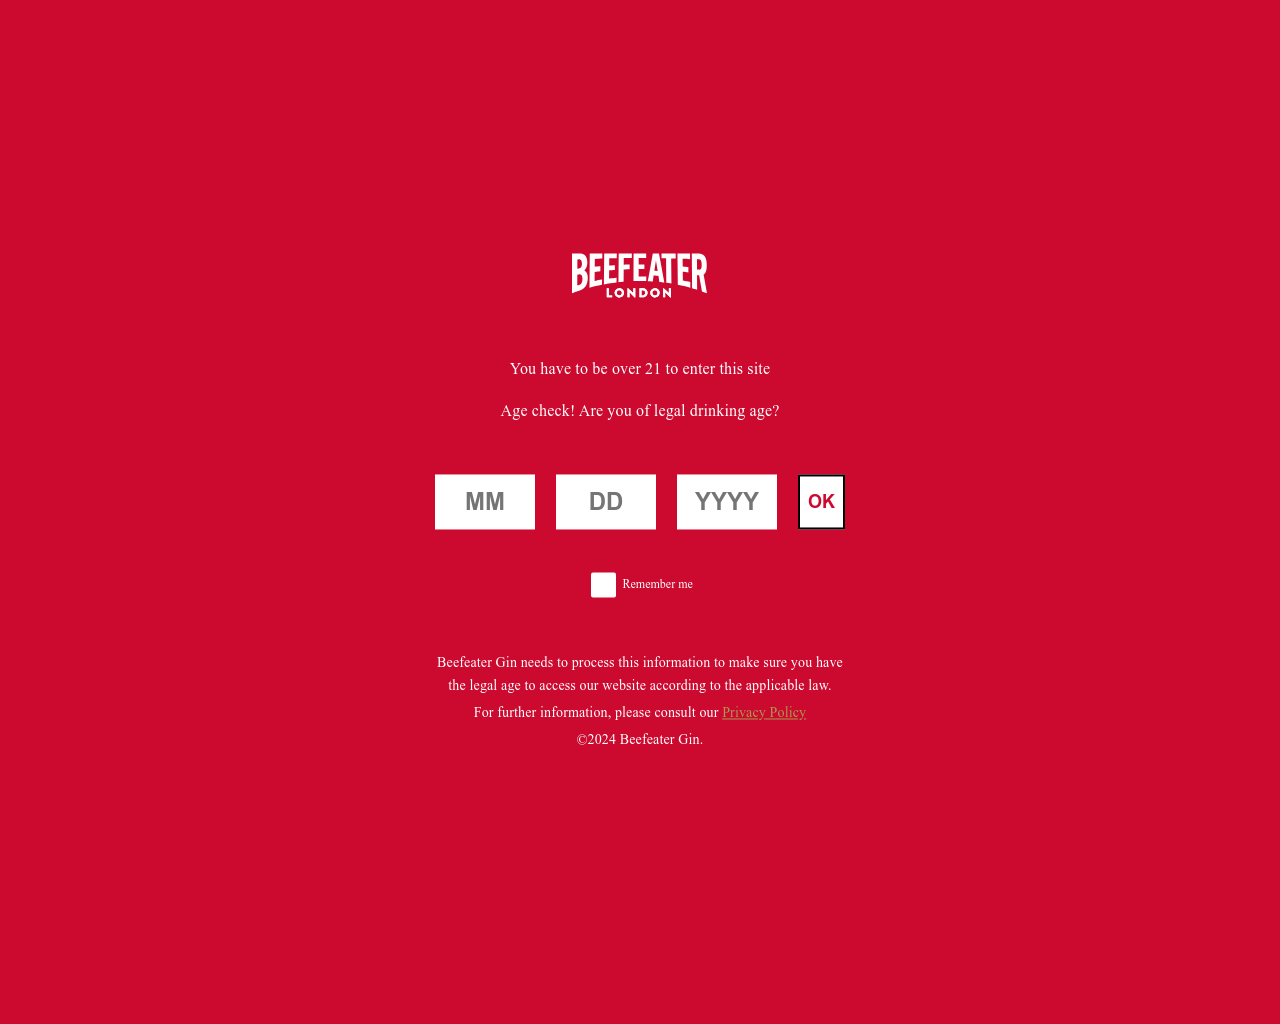 BEEFEATER
LONDON
You have to be over 21 to enter this site
Age check! Are you of legal drinking age?
MM DD YYYY OK
Remember me
Beefeater Gin needs to process this information to make sure you have
the legal age to access our website according to the applicable law.
For further information, please consult our Privacy Policy
©2024 Beefeater Gin.